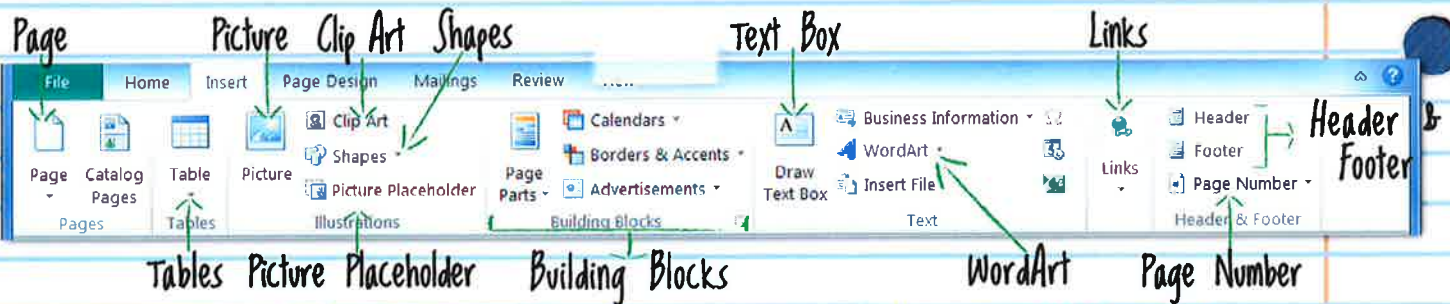 Page Picture Clip Art Shapes Text Box Links
File Home Insert Page Design Mailings Review
Clip Art Calendars Business Information Header
Shapes Borders & Accents WordArt Footer
Page Catalog Pages Table Picture Picture Placeholder Page Parts Advertisements Draw Text Box Insert File Links Page Number
Pages Tables Illustrations Building Blocks Text Header & Footer
Header &
Footer
Tables Picture Placeholder Building Blocks WordArt Page Number